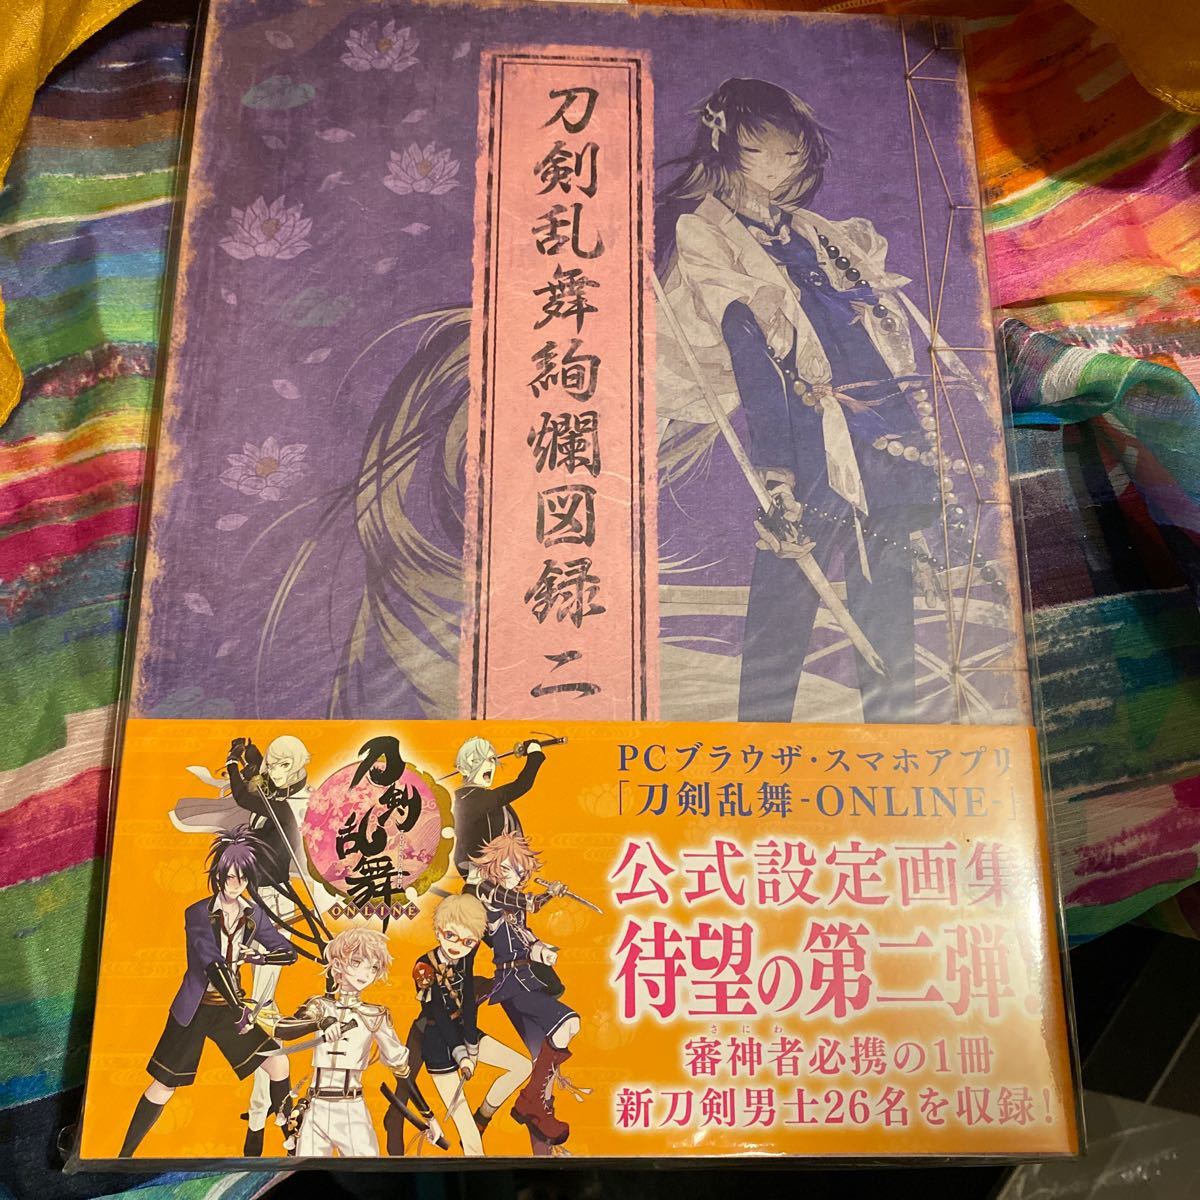 刀剣乱舞絢爛図録 二
刀剣乱舞
ONLINE
PCブラウザ・スマホアプリ
「刀剣乱舞-ONLINE-」
公式設定画集
待望の第二弾!
さにわ
審神者必携の1冊
新刀剣男士26名を収録!